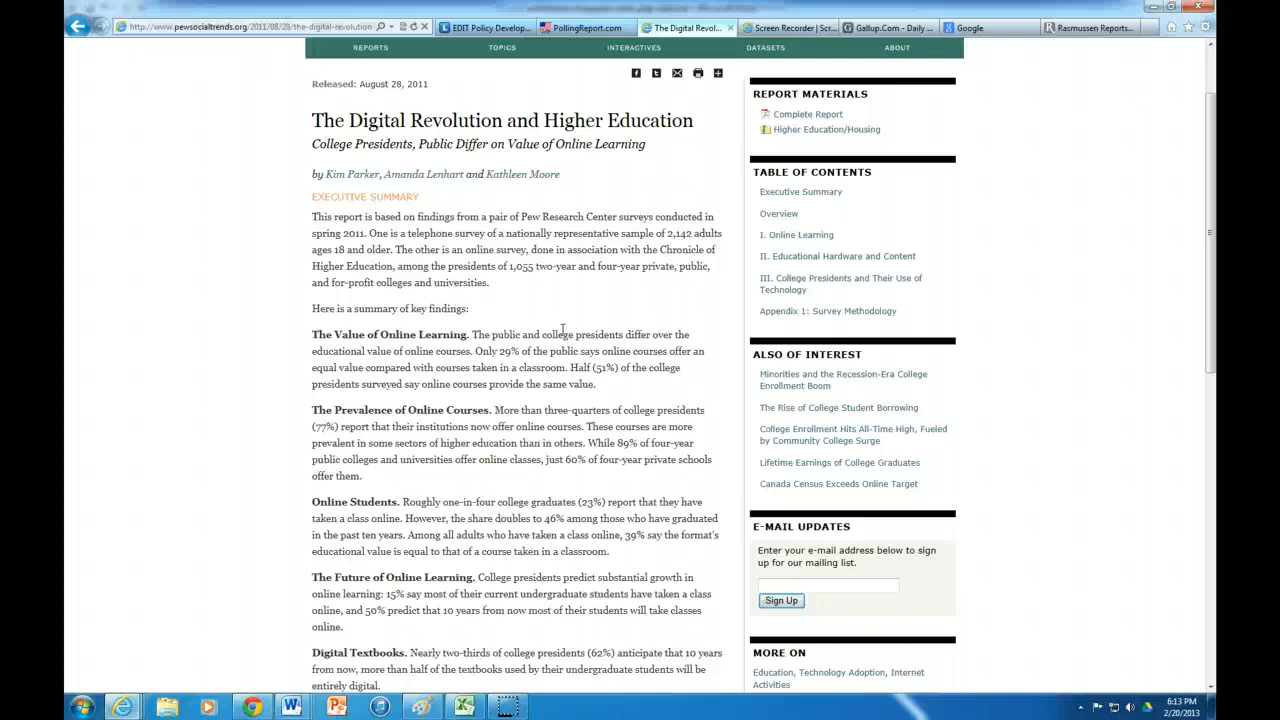 http://www.pewsocialtrends.org/2011/08/28/the-digital-revolution
EDIT Policy Develop...
PollingReport.com
The Digital Revol...
Screen Recorder | Scr...
Gallup.Com - Daily ...
Google
Rasmussen Reports...
REPORTS
TOPICS
INTERACTIVES
DATASETS
ABOUT
Released: August 28, 2011
The Digital Revolution and Higher Education
College Presidents, Public Differ on Value of Online Learning
by Kim Parker, Amanda Lenhart and Kathleen Moore
EXECUTIVE SUMMARY
This report is based on findings from a pair of Pew Research Center surveys conducted in
spring 2011. One is a telephone survey of a nationally representative sample of 2,142 adults
ages 18 and older. The other is an online survey, done in association with the Chronicle of
Higher Education, among the presidents of 1,055 two-year and four-year private, public,
and for-profit colleges and universities.
Here is a summary of key findings:
The Value of Online Learning. The public and college presidents differ over the
educational value of online courses. Only 29% of the public says online courses offer an
equal value compared with courses taken in a classroom. Half (51%) of the college
presidents surveyed say online courses provide the same value.
The Prevalence of Online Courses. More than three-quarters of college presidents
(77%) report that their institutions now offer online courses. These courses are more
prevalent in some sectors of higher education than in others. While 89% of four-year
public colleges and universities offer online classes, just 60% of four-year private schools
offer them.
Online Students. Roughly one-in-four college graduates (23%) report that they have
taken a class online. However, the share doubles to 46% among those who have graduated
in the past ten years. Among all adults who have taken a class online, 39% say the format's
educational value is equal to that of a course taken in a classroom.
The Future of Online Learning. College presidents predict substantial growth in
online learning: 15% say most of their current undergraduate students have taken a class
online, and 50% predict that 10 years from now most of their students will take classes
online.
Digital Textbooks. Nearly two-thirds of college presidents (62%) anticipate that 10 years
from now, more than half of the textbooks used by their undergraduate students will be
entirely digital.
REPORT MATERIALS
Complete Report
Higher Education/Housing
TABLE OF CONTENTS
Executive Summary
Overview
I. Online Learning
II. Educational Hardware and Content
III. College Presidents and Their Use of
Technology
Appendix 1: Survey Methodology
ALSO OF INTEREST
Minorities and the Recession-Era College
Enrollment Boom
The Rise of College Student Borrowing
College Enrollment Hits All-Time High, Fueled
by Community College Surge
Lifetime Earnings of College Graduates
Canada Census Exceeds Online Target
E-MAIL UPDATES
Enter your e-mail address below to sign
up for our mailing list.
Sign Up
MORE ON
Education, Technology Adoption, Internet
Activities
6:13 PM
2/20/2013